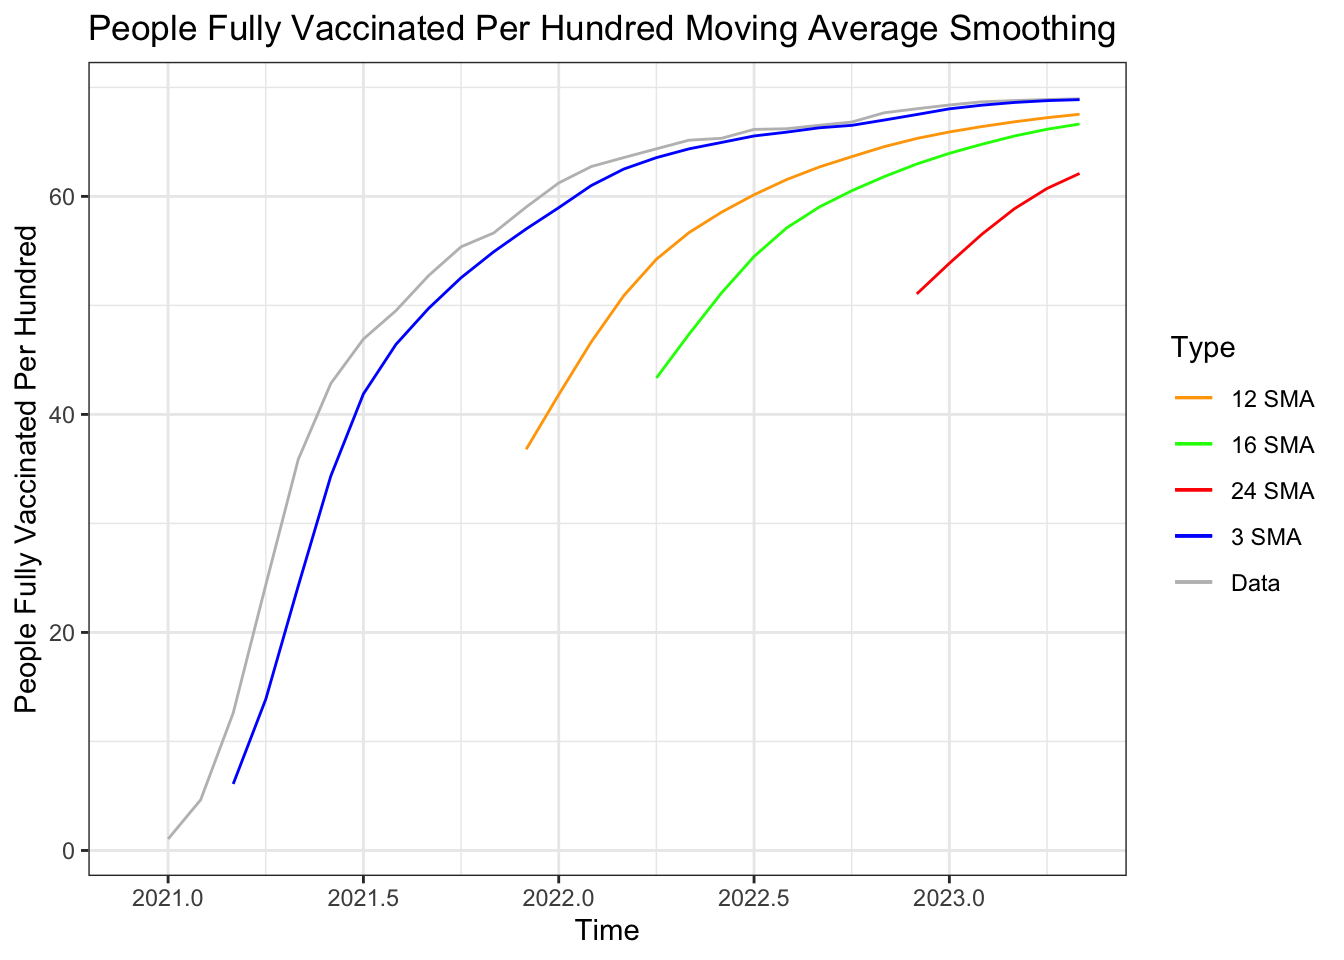 People Fully Vaccinated Per Hundred Moving Average Smoothing
People Fully Vaccinated Per Hundred
60
40
20
0
2021.0 2021.5 2022.0 2022.5 2023.0
Time
Type
12 SMA
16 SMA
24 SMA
3 SMA
Data